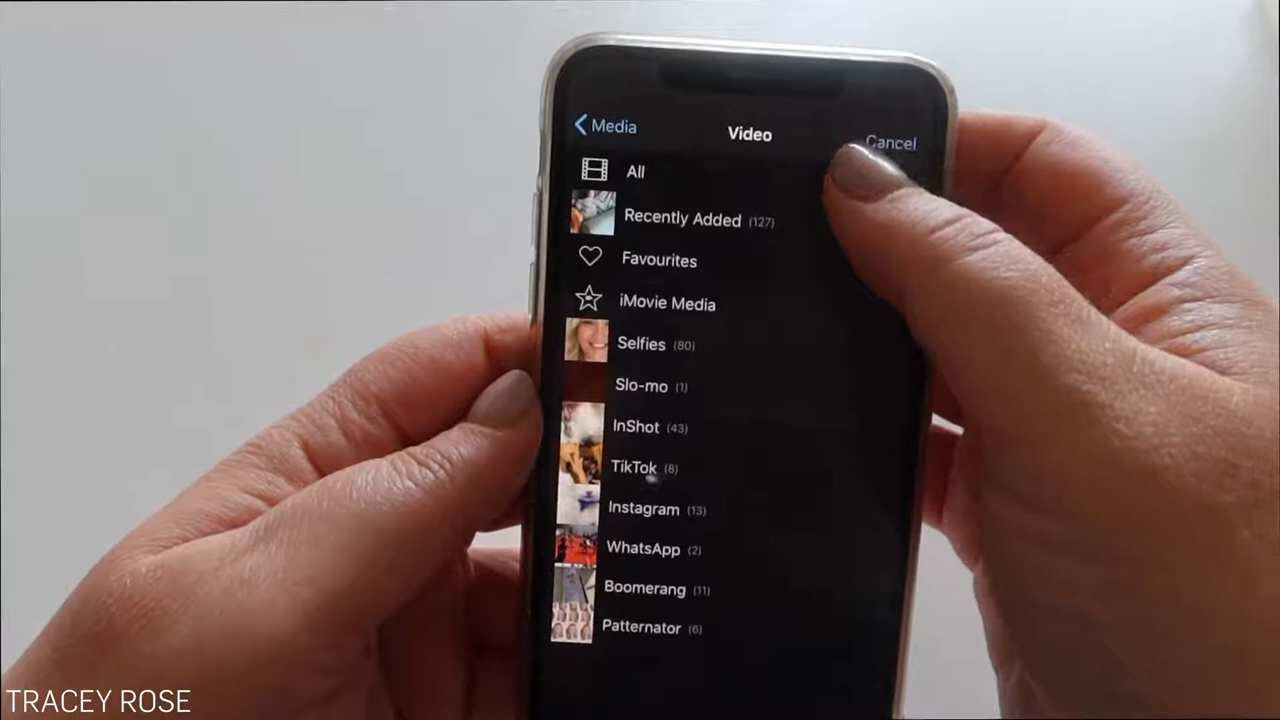 Media
Video
Cancel
All
Recently Added (127)
Favourites
iMovie Media
Selfies (80)
Slo-mo (1)
InShot (43)
TikTok (8)
Instagram (13)
WhatsApp (2)
Boomerang (11)
Patternator (6)
TRACEY ROSE